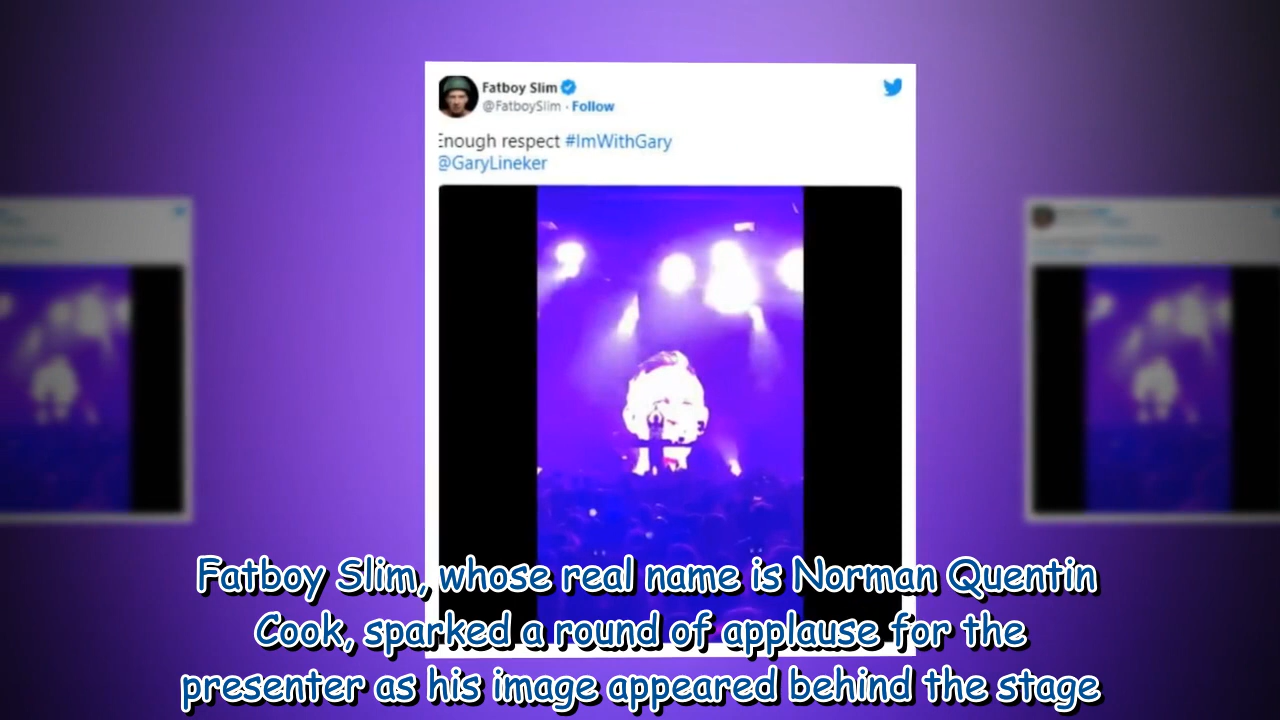 Fatboy Slim
@FatboySlim · Follow
Enough respect #ImWithGary
@GaryLineker
Fatboy Slim, whose real name is Norman Quentin
Cook, sparked a round of applause for the
presenter as his image appeared behind the stage